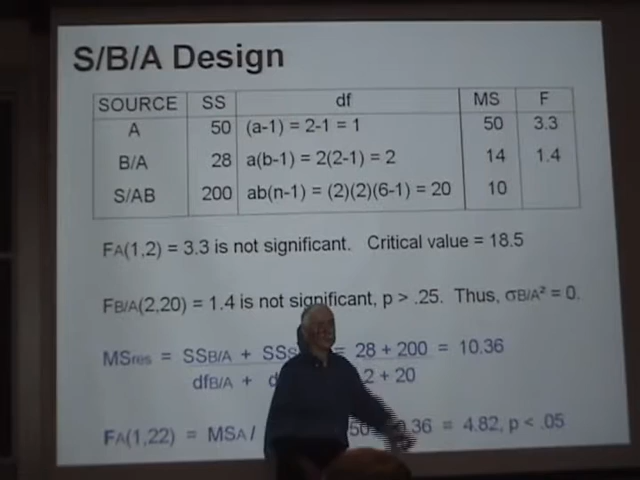 S/B/A Design
SOURCE SS df MS F
A 50 (a-1) = 2-1 = 1 50 3.3
B/A 28 a(b-1) = 2(2-1) = 2 14 1.4
S/AB 200 ab(n-1) = (2)(2)(6-1) = 20 10
FA(1,2) = 3.3 is not significant. Critical value = 18.5
FB/A(2,20) = 1.4 is not significant, p > .25. Thus, σB/A² = 0.
MSres = SSB/A + = 28 + 200 = 10.36
dfB/A + 2 + 20
FA(1,22) = MSA/ 50 .36 = 4.82, p < .05